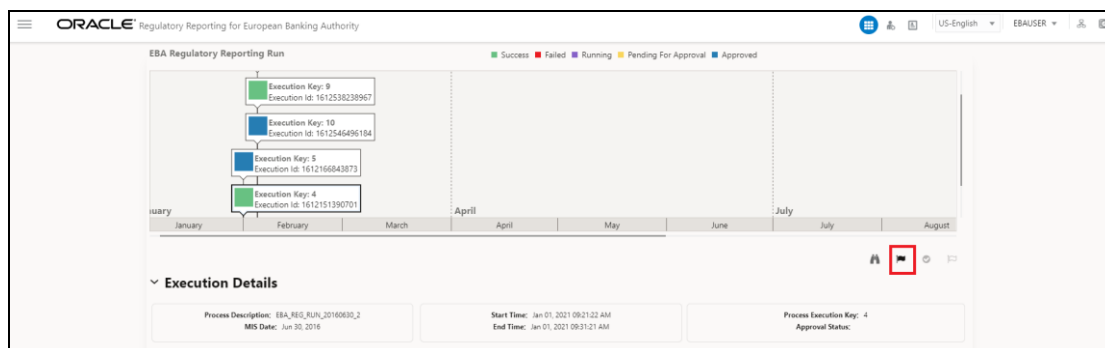 ORACLE® Regulatory Reporting for European Banking Authority
US-English
EBAUSER
EBA Regulatory Reporting Run
Success Failed Running Pending For Approval Approved
Execution Key: 9
Execution Id: 1612538238967
Execution Key: 10
Execution Id: 1612546496184
Execution Key: 5
Execution Id: 1612166843873
Execution Key: 4
Execution Id: 1612151390701
uary April July
January February March April May June July August
Execution Details
Process Description: EBA_REG_RUN_20160630_2
MIS Date: Jun 30, 2016
Start Time: Jan 01, 2021 09:21:22 AM
End Time: Jan 01, 2021 09:31:21 AM
Process Execution Key: 4
Approval Status: